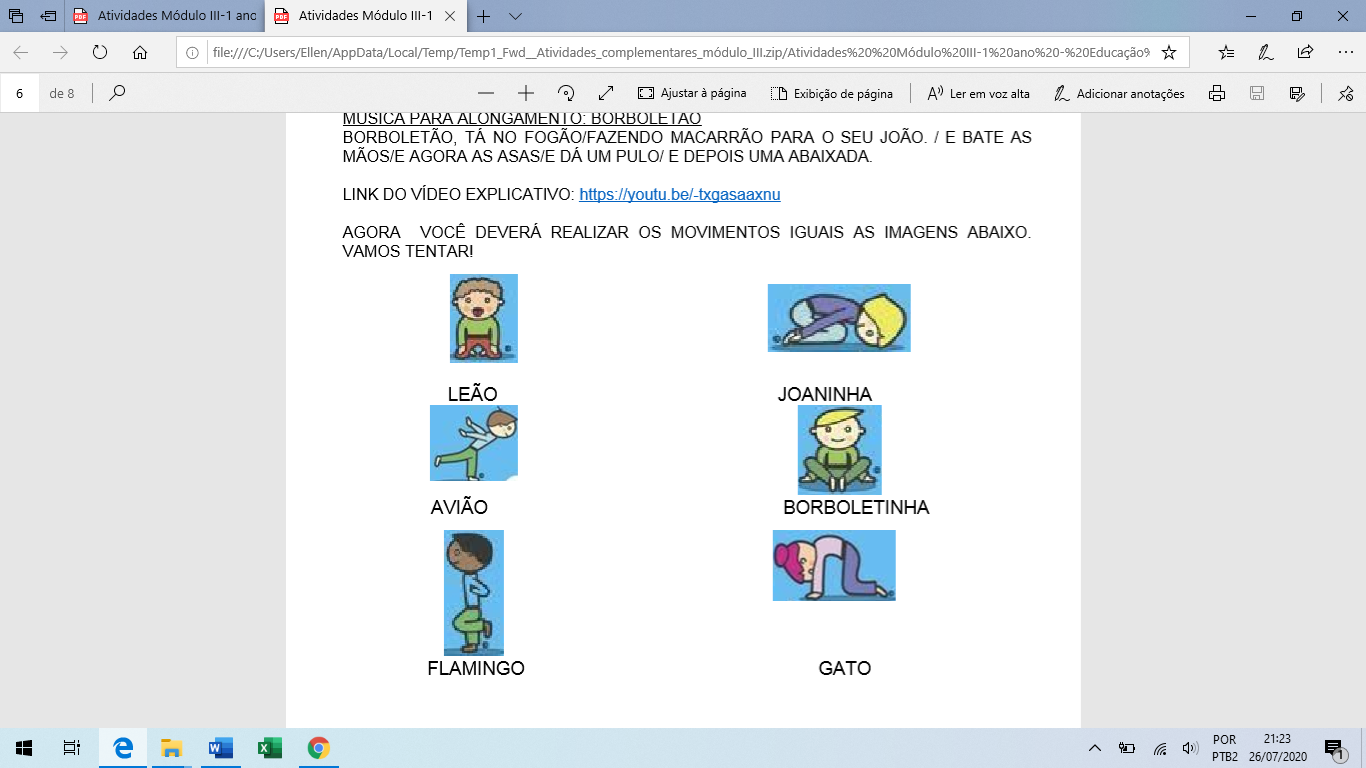 Atividades Módulo III-1 ano
Atividades Módulo III-1
file:///C:/Users/Ellen/AppData/Local/Temp/Temp1_Fwd__Atividades_complementares_módulo_III.zip/Atividades%20%20Módulo%20III-1%20ano%20-%20Educação%
6 de 8
Ajustar à página
Exibição de página
Ler em voz alta
Adicionar anotações
MÚSICA PARA ALONGAMENTO: BORBOLETÃO
BORBOLETÃO, TÁ NO FOGÃO/FAZENDO MACARRÃO PARA O SEU JOÃO. / E BATE AS
MÃOS/E AGORA AS ASAS/E DÁ UM PULO/ E DEPOIS UMA ABAIXADA.
LINK DO VÍDEO EXPLICATIVO: https://youtu.be/-txgasaaxnu
AGORA VOCÊ DEVERÁ REALIZAR OS MOVIMENTOS IGUAIS AS IMAGENS ABAIXO.
VAMOS TENTAR!
LEÃO JOANINHA
AVIÃO BORBOLETINHA
FLAMINGO GATO
POR
PTB2
21:23
26/07/2020
1